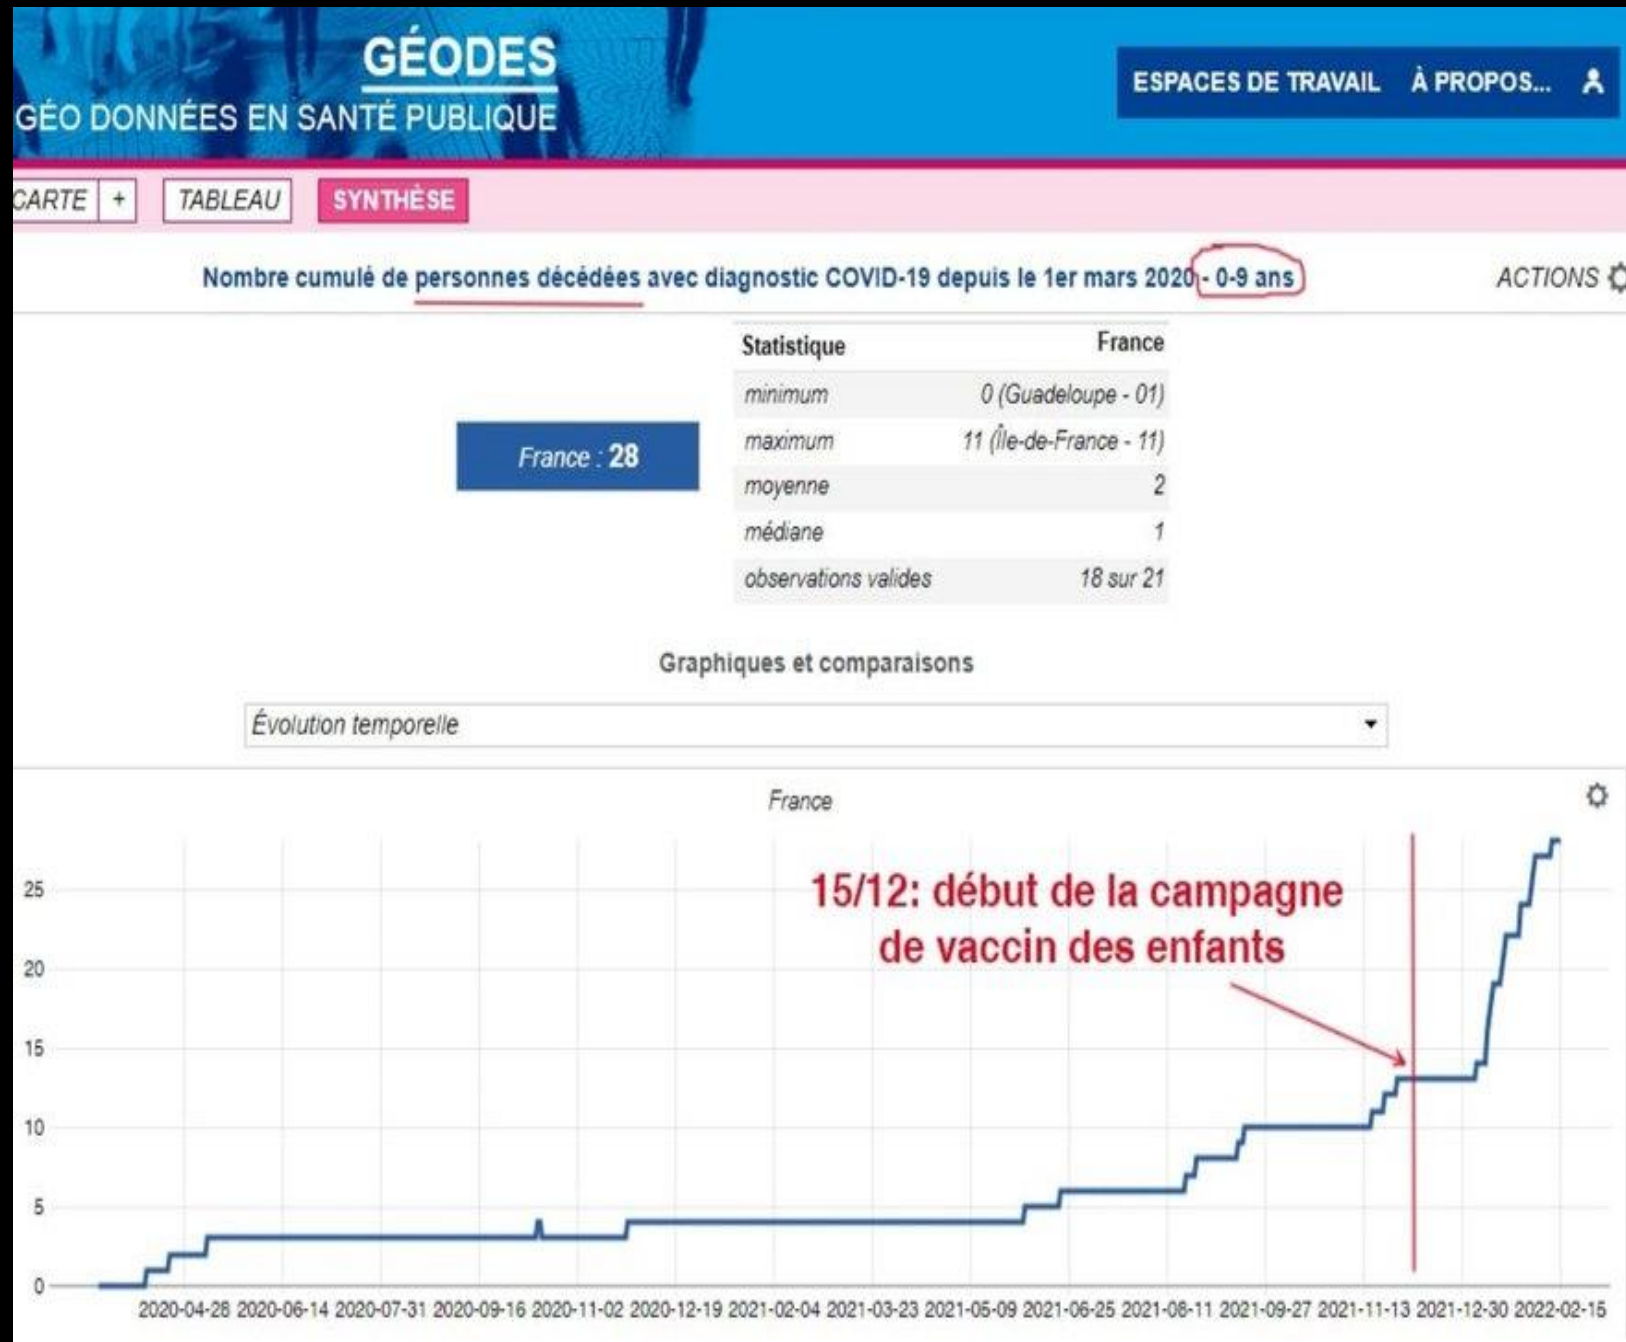 GÉODES
GÉO DONNÉES EN SANTÉ PUBLIQUE
ESPACES DE TRAVAIL À PROPOS...
CARTE + TABLEAU SYNTHÈSE
Nombre cumulé de personnes décédées avec diagnostic COVID-19 depuis le 1er mars 2020 - 0-9 ans
ACTIONS
Statistique France
minimum 0 (Guadeloupe - 01)
maximum 11 (Île-de-France - 11)
moyenne 2
médiane 1
observations valides 18 sur 21
France : 28
Graphiques et comparaisons
Évolution temporelle
France
15/12: début de la campagne
de vaccin des enfants
25
20
15
10
5
0
2020-04-28 2020-06-14 2020-07-31 2020-09-16 2020-11-02 2020-12-19 2021-02-04 2021-03-23 2021-05-09 2021-06-25 2021-08-11 2021-09-27 2021-11-13 2021-12-30 2022-02-15